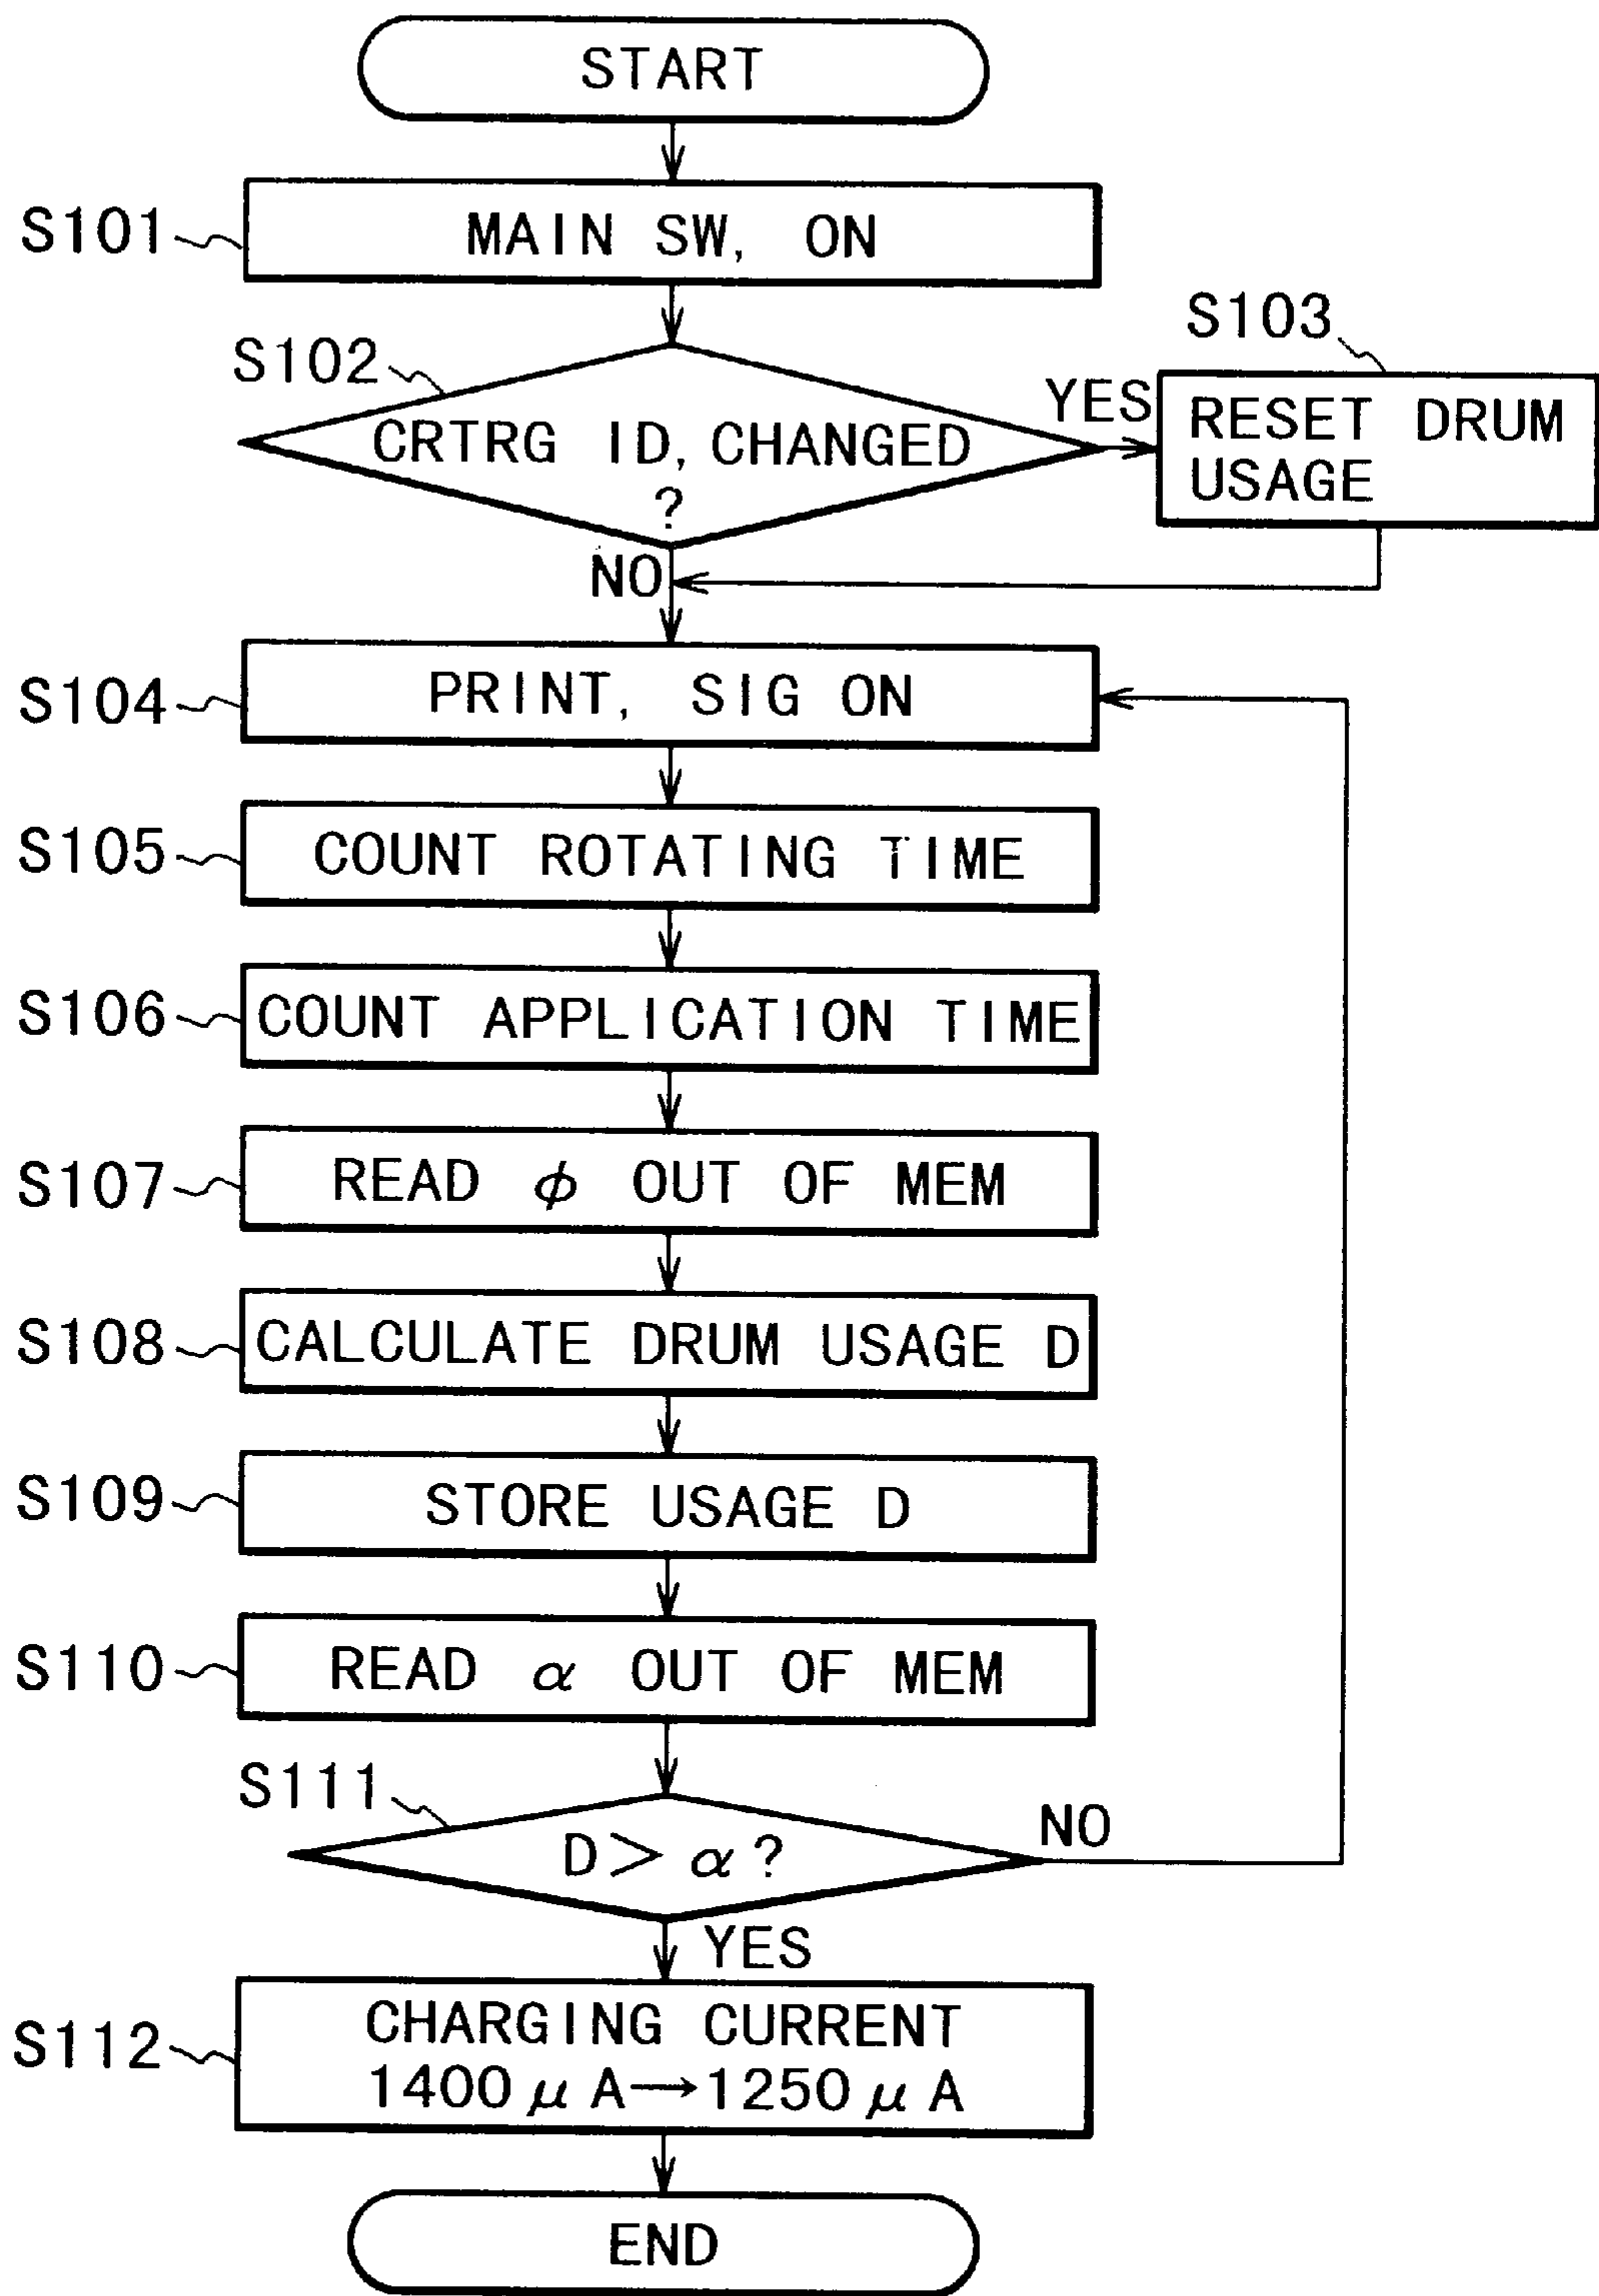 START
S101
MAIN SW, ON
S102
CRTRG ID, CHANGED
?
YES
S103
RESET DRUM
USAGE
NO
S104
PRINT, SIG ON
S105
COUNT ROTATING TIME
S106
COUNT APPLICATION TIME
S107
READ ϕ OUT OF MEM
S108
CALCULATE DRUM USAGE D
S109
STORE USAGE D
S110
READ α OUT OF MEM
S111
D> α ?
NO
YES
S112
CHARGING CURRENT
1400 μ A→1250 μ A
END